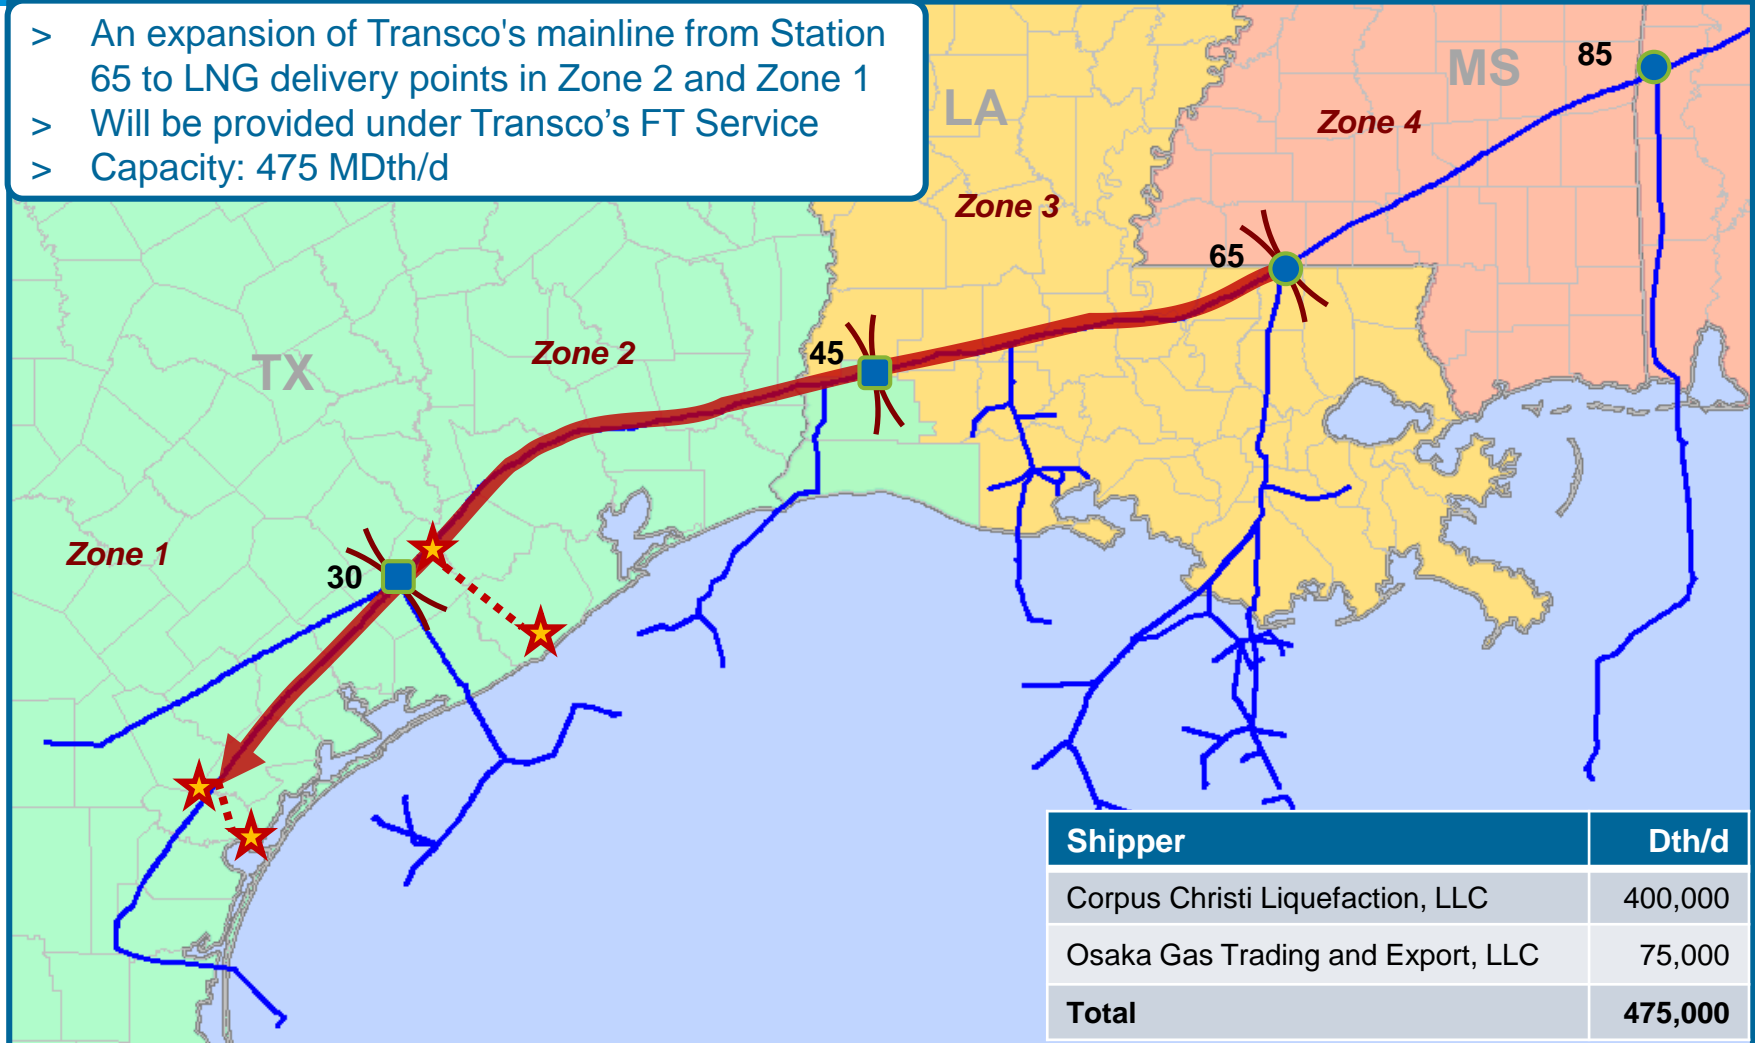 > An expansion of Transco's mainline from Station
65 to LNG delivery points in Zone 2 and Zone 1
> Will be provided under Transco’s FT Service
> Capacity: 475 MDth/d
LA
MS
85
Zone 4
Zone 3
65
TX
Zone 2
45
Zone 1
30
Shipper Dth/d
Corpus Christi Liquefaction, LLC 400,000
Osaka Gas Trading and Export, LLC 75,000
Total 475,000